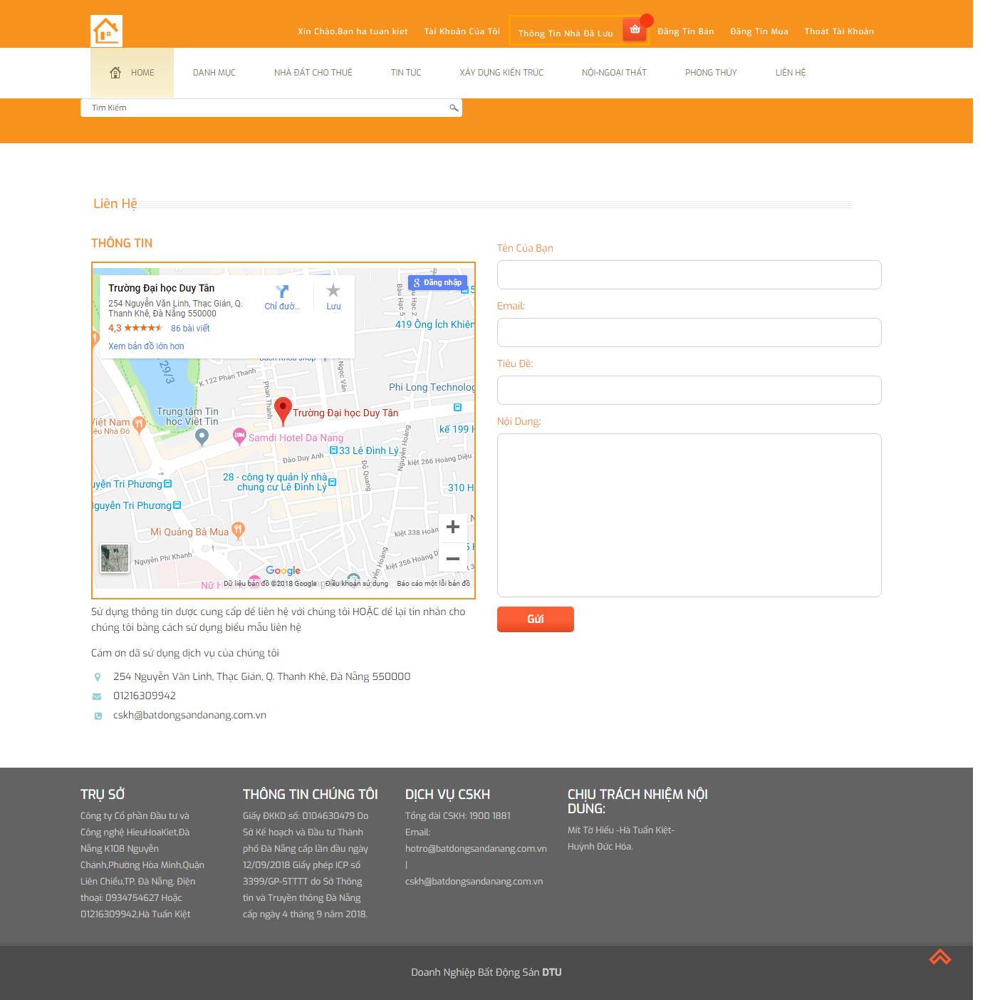 Xin Chào,Bạn ha tuan kiet
Tài Khoản Của Tôi
Thông Tin Nhà Đã Lưu
Đăng Tin Bán
Đăng Tin Mua
Thoát Tài Khoản
HOME
DANH MỤC
NHÀ ĐẤT CHO THUÊ
TIN TỨC
XÂY DỰNG KIẾN TRÚC
NỘI-NGOẠI THẤT
PHONG THỦY
LIÊN HỆ
Tìm Kiếm
Liên Hệ
THÔNG TIN
Trường Đại học Duy Tân
254 Nguyễn Văn Linh, Thạc Gián, Q.
Thanh Khê, Đà Nẵng 550000
4,3 ★★★★★ 86 bài viết
Xem bản đồ lớn hơn
Chỉ đườ...
Lưu
Đăng nhập
Bàu Hạc 5
419 Ông Ích Khiêm
Bách Khoa shop
29/3
K 122 Phan Thanh
Phan Thanh
Ngọc Vân
Phi Long Technolog
Trung tâm Tin
học Việt Tin
Trường Đại học Duy Tân
Việt Nam
kế 199 H
Samdi Hotel Da Nang
33 Lê Đình Lý
Đào Duy Anh
Nguyên Hoàng
kiệt 266 Hoàng Diệu
Đỗ Quang
28 - công ty quản lý nhà
chung cư Lê Đình Lý
uyễn Tri Phương
310 H
Nguyễn Tri Phương
Mì Quảng Bà Mua
kiệt 338 Hoàng
Nguyễn Phi Khanh
kiệt 356 Hoàng D
Google
Dữ liệu bản đồ ©2018 Google
Điều khoản sử dụng
Báo cáo một lỗi bản đồ
Sử dụng thông tin được cung cấp để liên hệ với chúng tôi HOẶC để lại tin nhắn cho
chúng tôi bằng cách sử dụng biểu mẫu liên hệ
Cám ơn đã sử dụng dịch vụ của chúng tôi
254 Nguyễn Văn Linh, Thạc Gián, Q. Thanh Khê, Đà Nẵng 550000
01216309942
cskh@batdongsandanang.com.vn
Tên Của Bạn
Email:
Tiêu Đề:
Nội Dung:
Gửi
TRỤ SỞ
Công ty Cổ phần Đầu tư và
Công nghệ HieuHoaKiet,Đà
Nẵng K108 Nguyễn
Chánh,Phường Hòa Minh,Quận
Liên Chiểu,TP. Đà Nẵng. Điện
thoại: 0934754627 Hoặc
01216309942,Hà Tuấn Kiệt
THÔNG TIN CHÚNG TÔI
Giấy ĐKKD số: 0104630479 Do
Sở Kế hoạch và Đầu tư Thành
phố Đà Nẵng cấp lần đầu ngày
12/09/2018 Giấy phép ICP số
3399/GP-STTTT do Sở Thông
tin và Truyền thông Đà Nẵng
cấp ngày 4 tháng 9 năm 2018.
DỊCH VỤ CSKH
Tổng đài CSKH: 1900 1881
Email:
hotro@batdongsandanang.com.vn
|
cskh@batdongsandanang.com.vn
CHỊU TRÁCH NHIỆM NỘI
DUNG:
Mít Tờ Hiếu -Hà Tuấn Kiệt-
Huỳnh Đức Hóa.
Doanh Nghiệp Bất Động Sản DTU